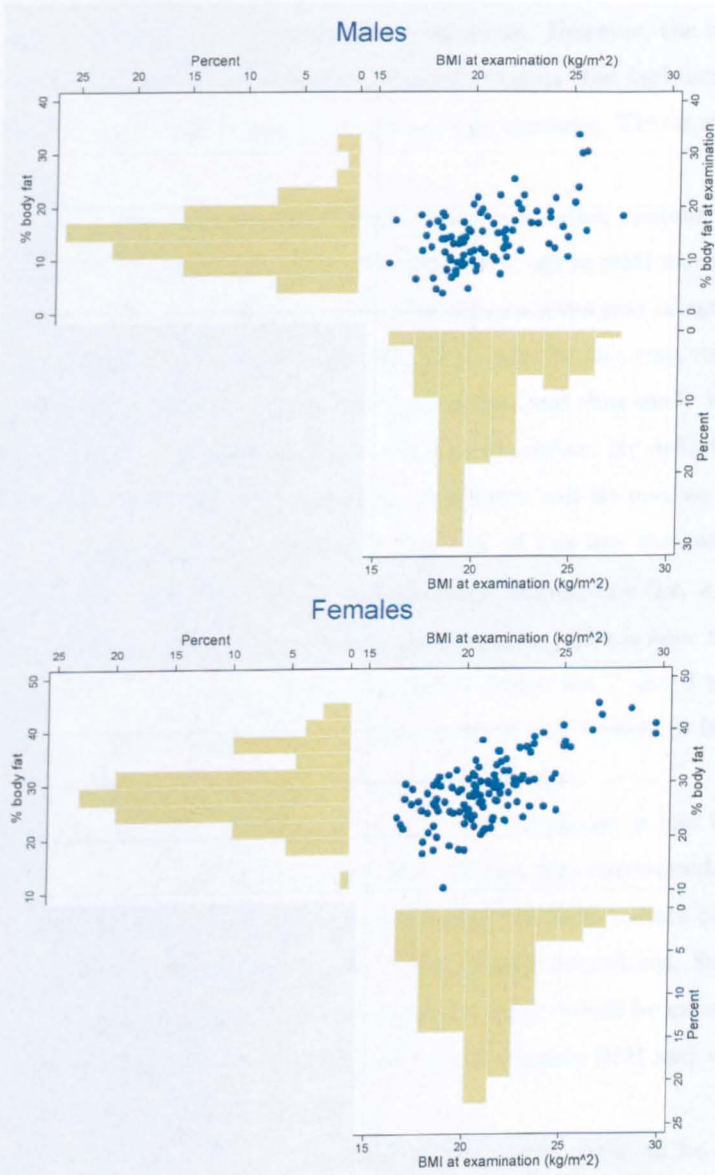 Males
Percent
BMI at examination (kg/m^2)
25 20 15 10 5 0
15 20 25 30
% body fat
0 10 20 30 40
% body fat at examination
0 10 20 30 40
Percent
0 10 20 30
15 20 25 30
BMI at examination (kg/m^2)
Females
Percent
BMI at examination (kg/m^2)
25 20 15 10 5
15 20 25 30
% body fat
10 20 30 40 50
% body fat
10 20 30 40 50
Percent
0 5 10 15 20 25
15 20 25 30
BMI at examination (kg/m^2)